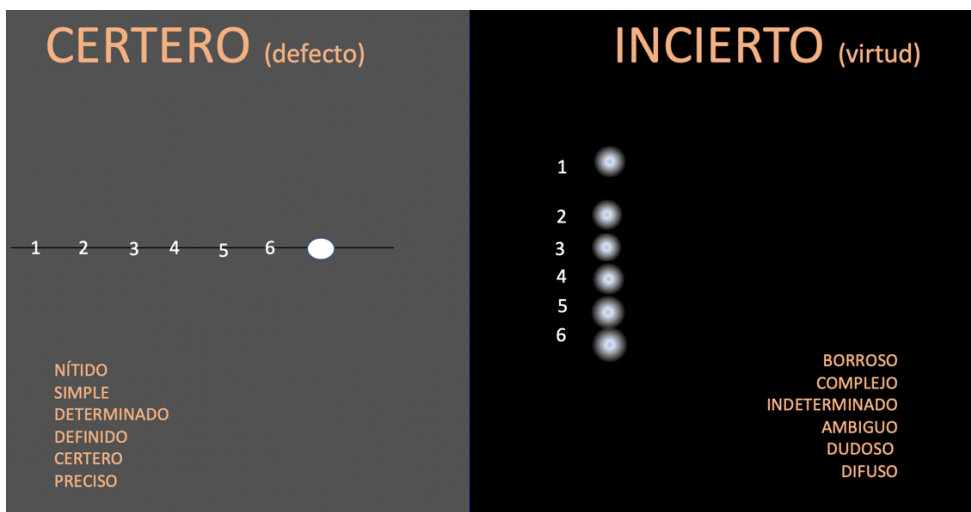 CERTERO (defecto)
1 2 3 4 5 6
NÍTIDO
SIMPLE
DETERMINADO
DEFINIDO
CERTERO
PRECISO
INCIERTO (virtud)
1
2
3
4
5
6
BORROSO
COMPLEJO
INDETERMINADO
AMBIGUO
DUDOSO
DIFUSO